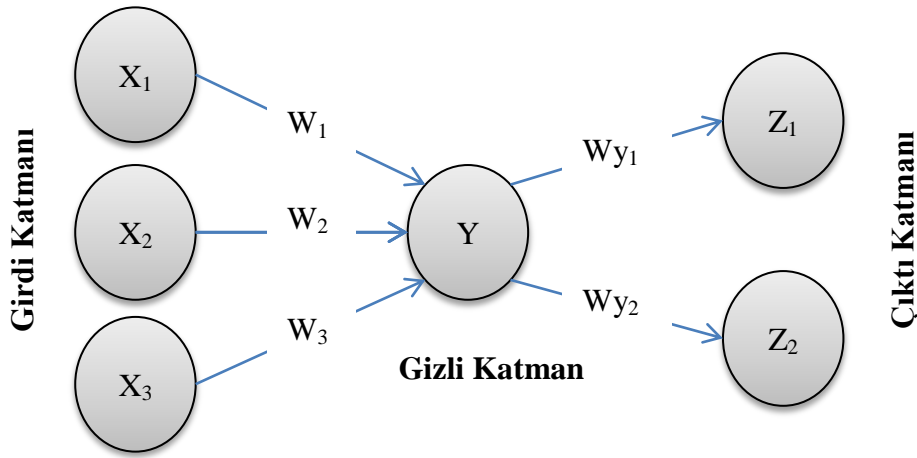 Girdi Katmanı
X₁
X₂
X₃
W₁
W₂
W₃
Y
Gizli Katman
Wy₁
Wy₂
Z₁
Z₂
Çıktı Katmanı